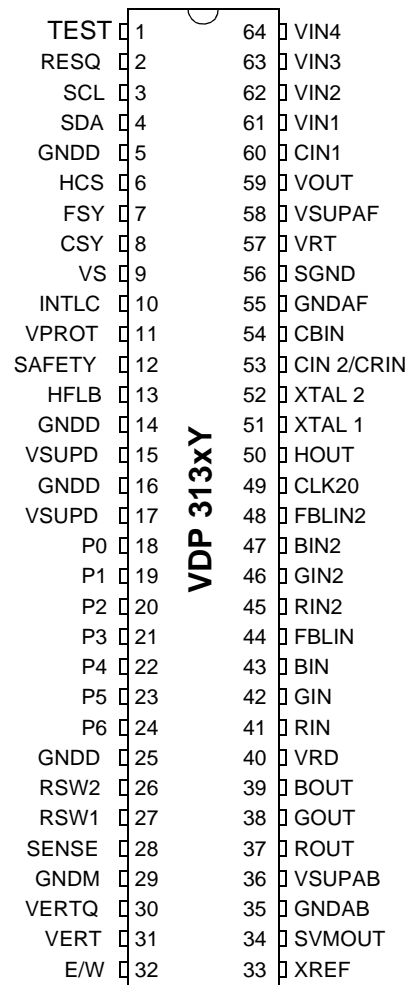 TEST 1 64 VIN4
RESQ 2 63 VIN3
SCL 3 62 VIN2
SDA 4 61 VIN1
GNDD 5 60 CIN1
HCS 6 59 VOUT
FSY 7 58 VSUPAF
CSY 8 57 VRT
VS 9 56 SGND
INTLC 10 55 GNDAF
VPROT 11 54 CBIN
SAFETY 12 53 CIN 2/CRIN
HFLB 13 52 XTAL 2
GNDD 14 51 XTAL 1
VSUPD 15 50 HOUT
GNDD 16 49 CLK20
VSUPD 17 48 FBLIN2
P0 18 47 BIN2
P1 19 46 GIN2
P2 20 45 RIN2
P3 21 44 FBLIN
P4 22 43 BIN
P5 23 42 GIN
P6 24 41 RIN
GNDD 25 40 VRD
RSW2 26 39 BOUT
RSW1 27 38 GOUT
SENSE 28 37 ROUT
GNDM 29 36 VSUPAB
VERTQ 30 35 GNDAB
VERT 31 34 SVMOUT
E/W 32 33 XREF
VDP 313xY